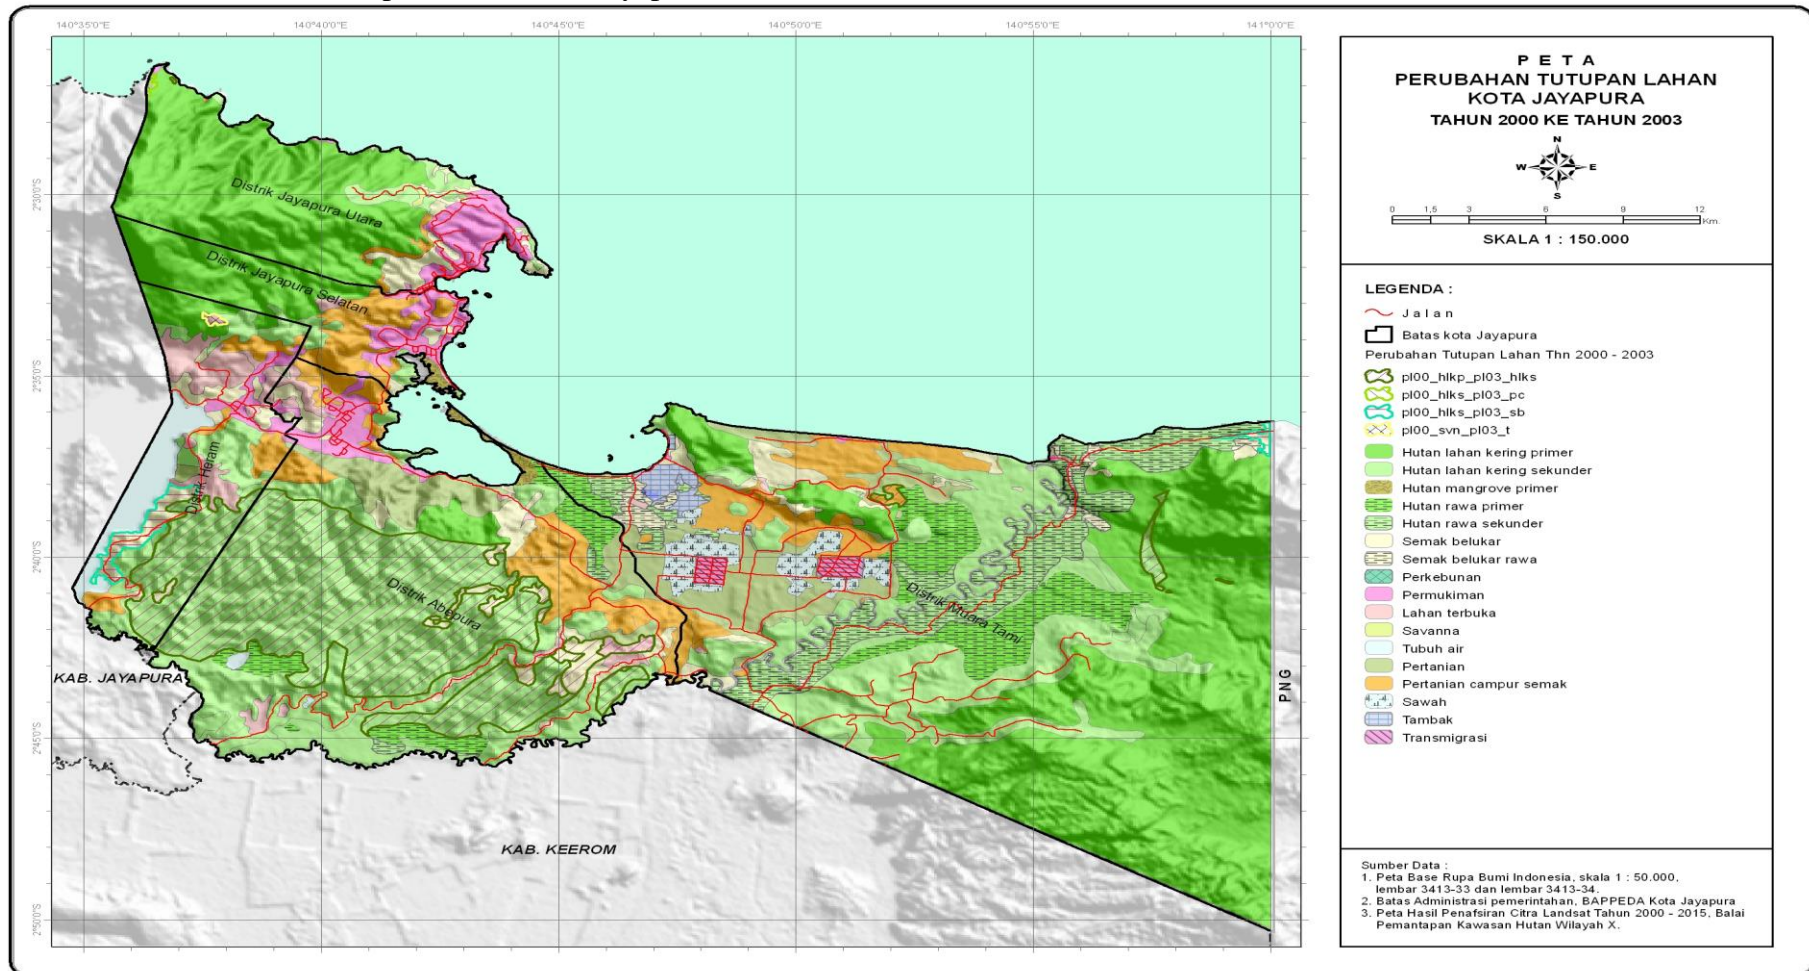 140°35'0"E
140°40'0"E
140°45'0"E
140°50'0"E
140°55'0"E
141°0'0"E
2°30'0"S
2°35'0"S
2°40'0"S
2°45'0"S
2°50'0"S
Distrik Jayapura Utara
Distrik Jayapura Selatan
Distrik Heram
Distrik Abepura
Distrik Muara Tami
KAB. JAYAPURA
KAB. KEEROM
PNG
P E T A
PERUBAHAN TUTUPAN LAHAN
KOTA JAYAPURA
TAHUN 2000 KE TAHUN 2003
N
W E
S
0 1,5 3 6 9 12
Km.
SKALA 1 : 150.000
LEGENDA :
J a l a n
Batas kota Jayapura
Perubahan Tutupan Lahan Thn 2000 - 2003
pl00_hlkp_pl03_hlks
pl00_hlks_pl03_pc
pl00_hlks_pl03_sb
pl00_svn_pl03_t
Hutan lahan kering primer
Hutan lahan kering sekunder
Hutan mangrove primer
Hutan rawa primer
Hutan rawa sekunder
Semak belukar
Semak belukar rawa
Perkebunan
Permukiman
Lahan terbuka
Savanna
Tubuh air
Pertanian
Pertanian campur semak
Sawah
Tambak
Transmigrasi
Sumber Data :
1. Peta Base Rupa Bumi Indonesia, skala 1 : 50.000,
lembar 3413-33 dan lembar 3413-34.
2. Batas Administrasi pemerintahan, BAPPEDA Kota Jayapura
3. Peta Hasil Penafsiran Citra Landsat Tahun 2000 - 2015, Balai
Pemantapan Kawasan Hutan Wilayah X.